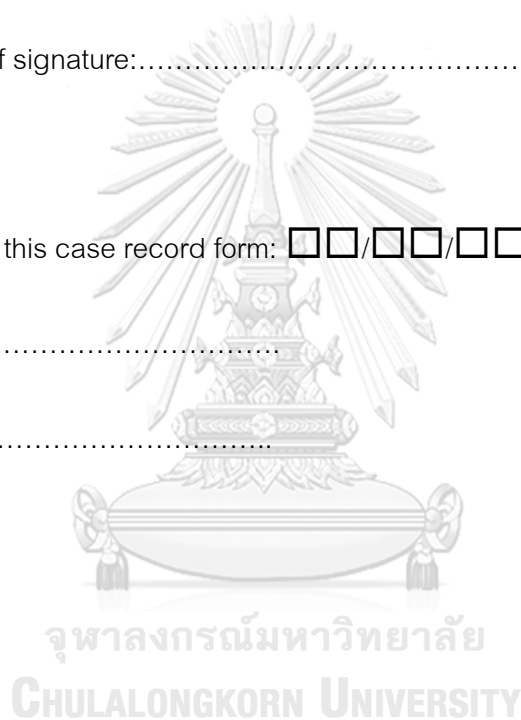 f signature:…………………………………
this case record form: ☐☐/☐☐/☐☐
………………………….
………………………..
จุฬาลงกรณ์มหาวิทยาลัย
CHULALONGKORN UNIVERSITY